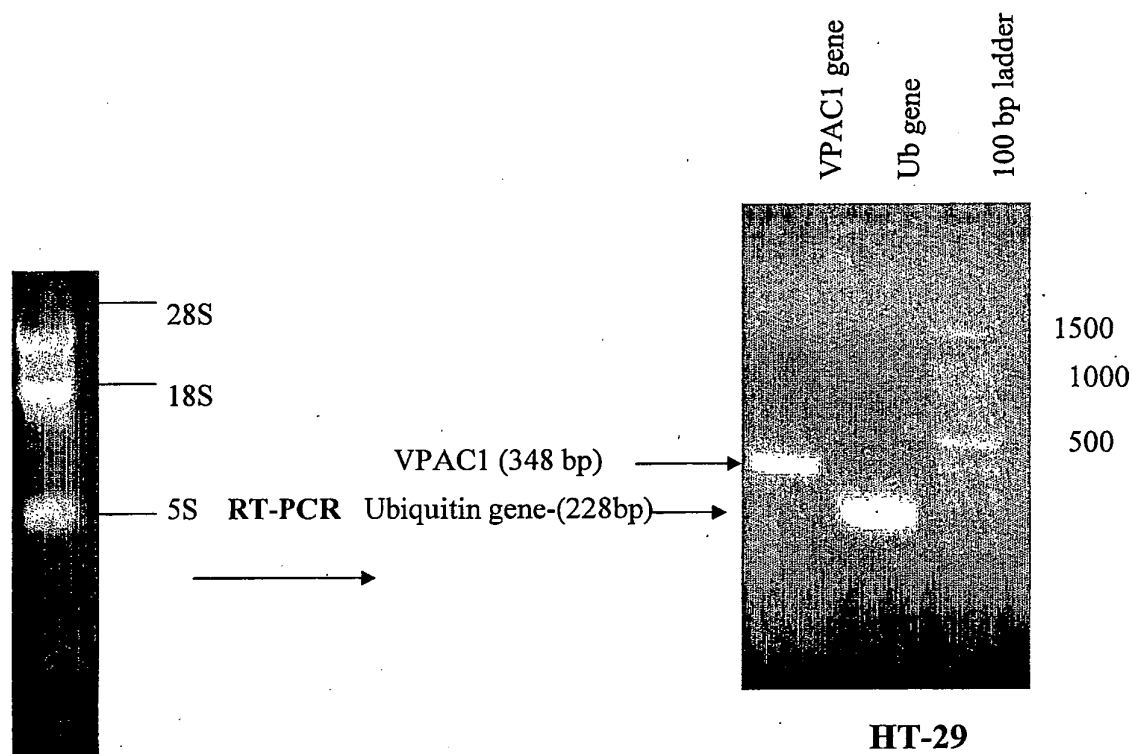 VPAC1 gene
Ub gene
100 bp ladder
28S
18S
5S
RT-PCR
VPAC1 (348 bp)
Ubiquitin gene-(228bp)
1500
1000
500
HT-29